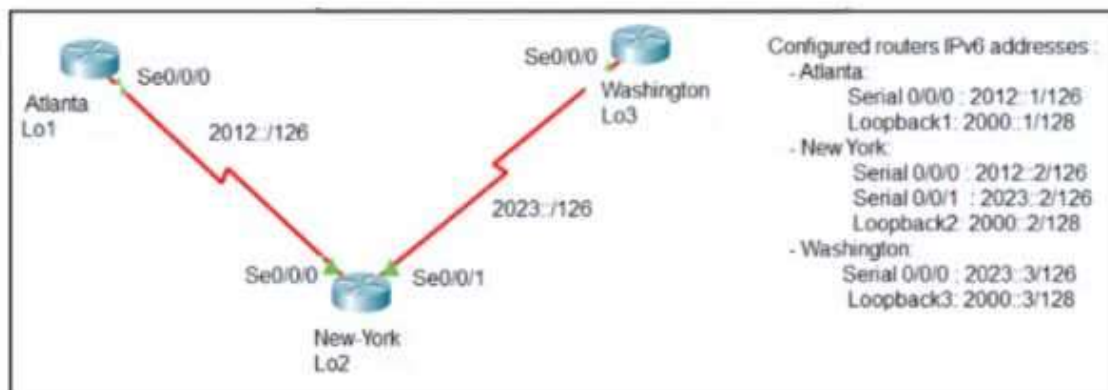 Se0/0/0
Atlanta
Lo1
2012::/126
Se0/0/0
Washington
Lo3
2023::/126
Se0/0/0
Se0/0/1
New-York
Lo2
Configured routers IPv6 addresses :
- Atlanta:
Serial 0/0/0 : 2012::1/126
Loopback1: 2000::1/128
- New York:
Serial 0/0/0 : 2012::2/126
Serial 0/0/1 : 2023::2/126
Loopback2: 2000::2/128
- Washington:
Serial 0/0/0 : 2023::3/126
Loopback3: 2000::3/128